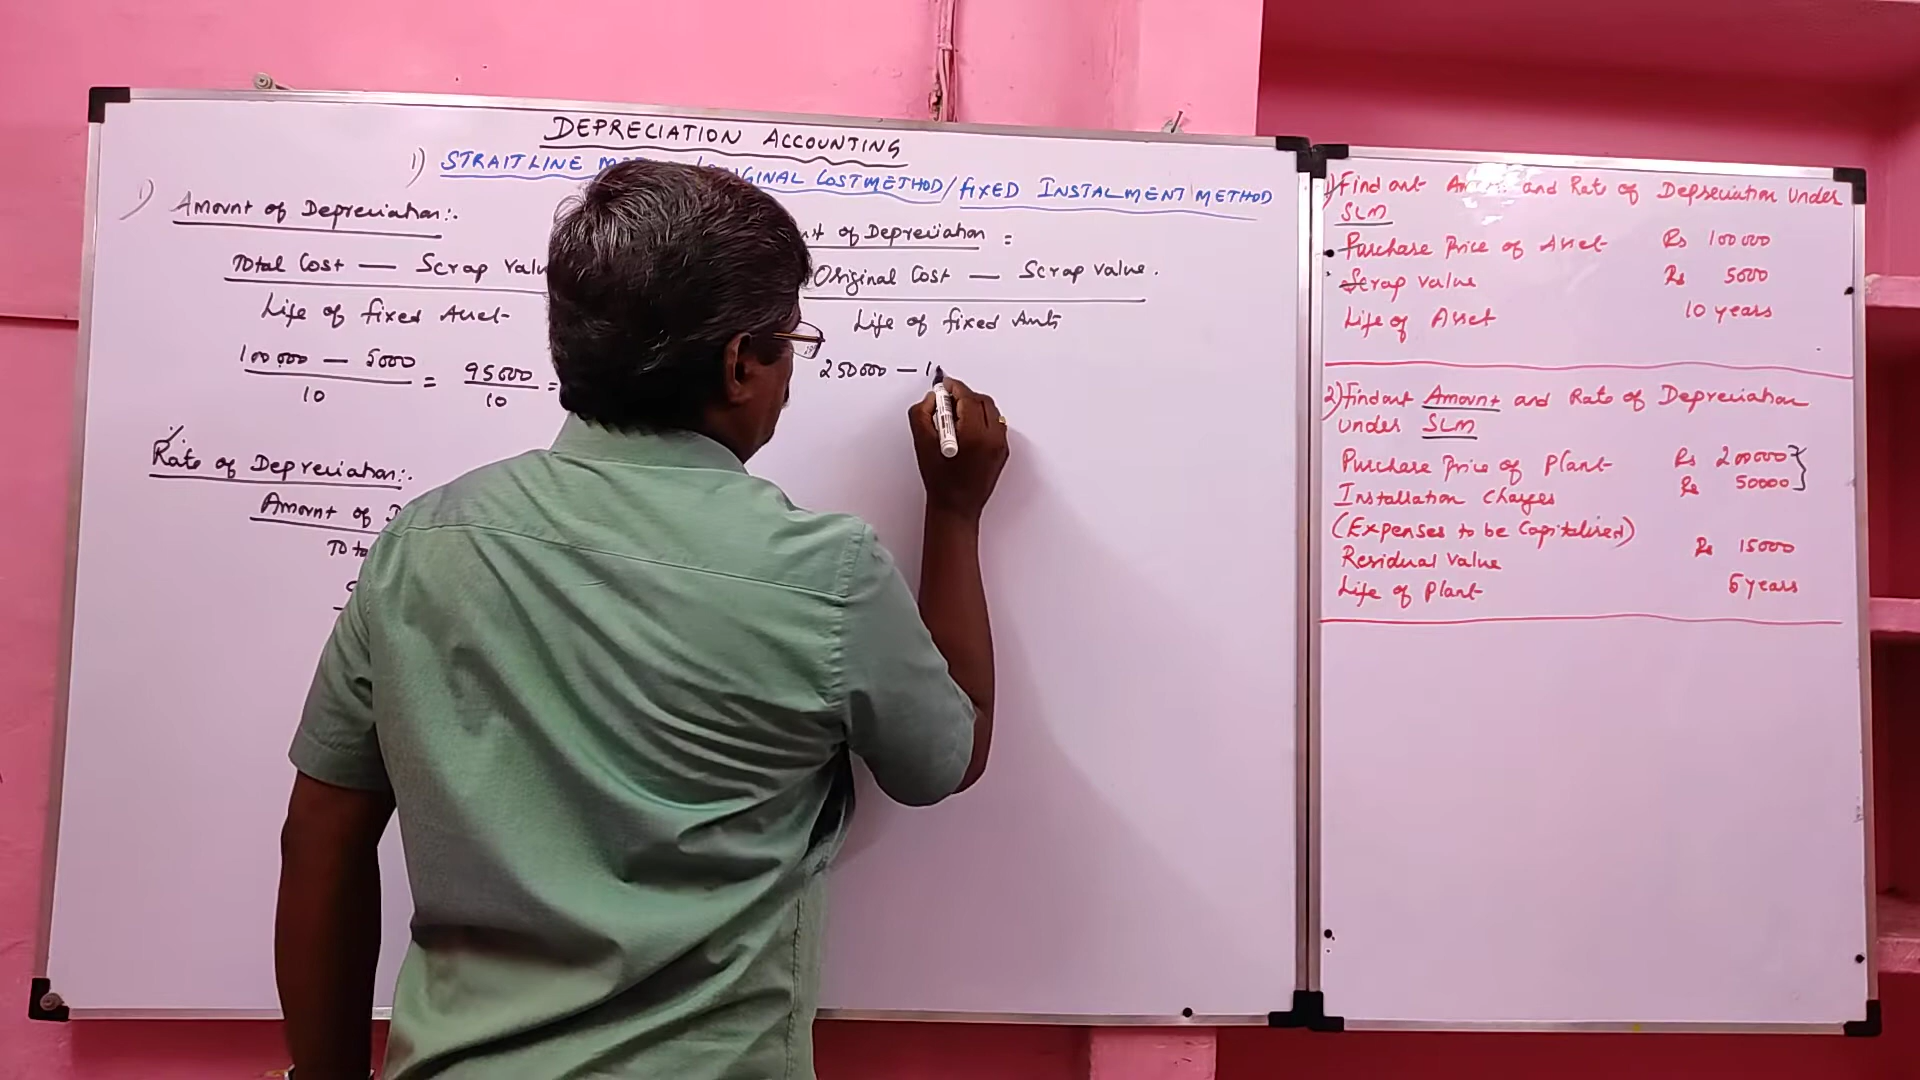 DEPRECIATION ACCOUNTING
1) STRAITLINE COSTMETHOD/FIXED INSTALMENT METHOD
1) Amount of Depreciation:.
Total Cost — Scrap Valu
Life of fixed Asset
100000 — 5000 = 95000 =
10 10
Rate of Depreciation:.
Amount of
Tota
of Depreciation =
Original Cost — Scrap Value.
Life of fixed
250000 — 1
1) Find out and Rate of Depreciation Under
SLM
Purchase Price of Asset Rs 100000
Scrap Value Rs 5000
Life of Asset 10 years
2) Findout Amount and Rate of Depreciation
under SLM
Purchase Price of Plant Rs 200000
Installation Charges Rs 50000
(Expenses to be Capitalised)
Residual Value Rs 15000
Life of Plant 5 years